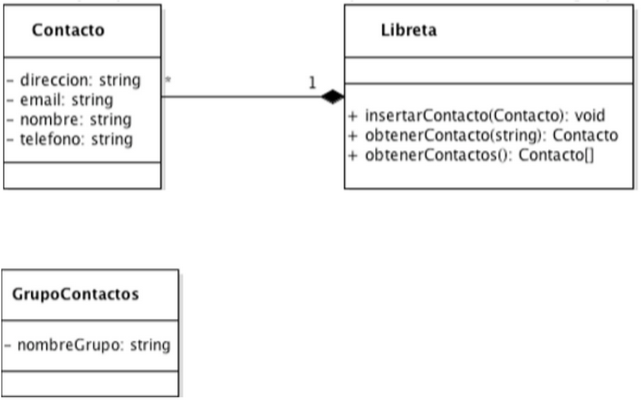 Contacto
- direccion: string
- email: string
- nombre: string
- telefono: string
*
1
Libreta
+ insertarContacto(Contacto): void
+ obtenerContacto(string): Contacto
+ obtenerContactos(): Contacto[]
GrupoContactos
- nombreGrupo: string